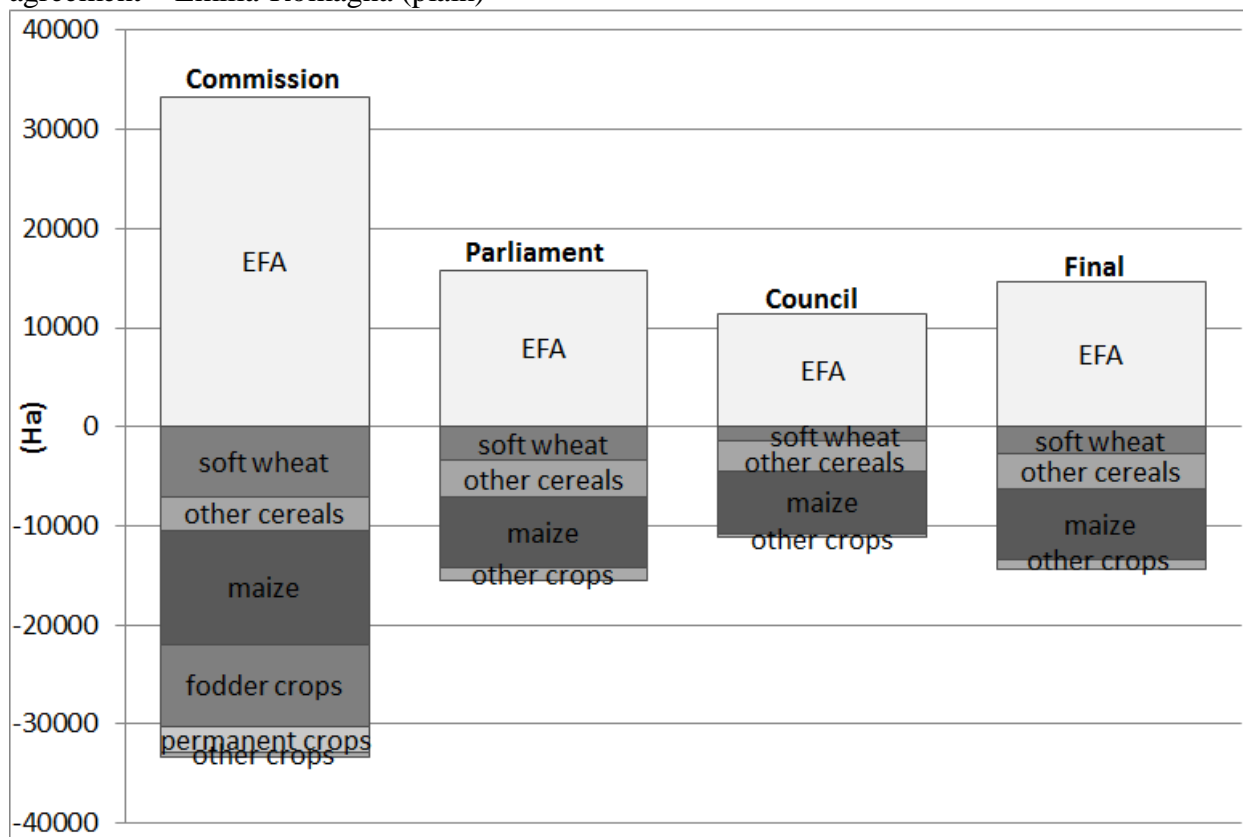 agreement – Emilia-Romagna (plain)
40000
30000
20000
10000
0
-10000
-20000
-30000
-40000
(Ha)
Commission
EFA
soft wheat
other cereals
maize
fodder crops
permanent crops
other crops
Parliament
EFA
soft wheat
other cereals
maize
other crops
Council
EFA
soft wheat
other cereals
maize
other crops
Final
EFA
soft wheat
other cereals
maize
other crops